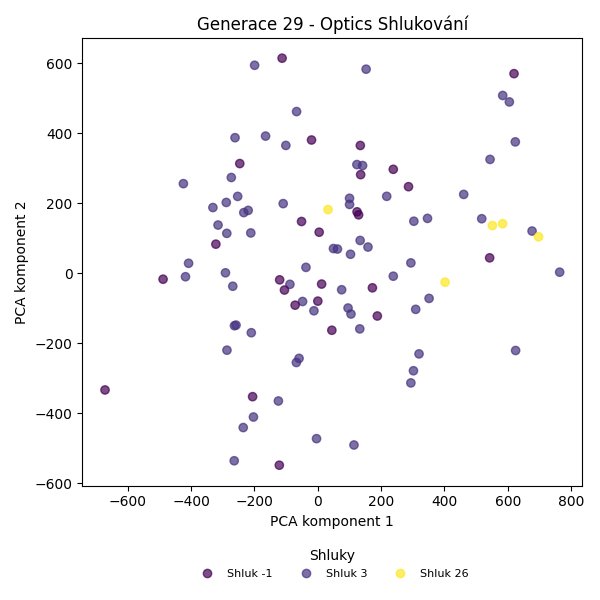 Generace 29 - Optics Shlukování
600
400
200
0
−200
−400
−600
PCA komponent 2
−600 −400 −200 0 200 400 600 800
PCA komponent 1
Shluky
Shluk -1 Shluk 3 Shluk 26